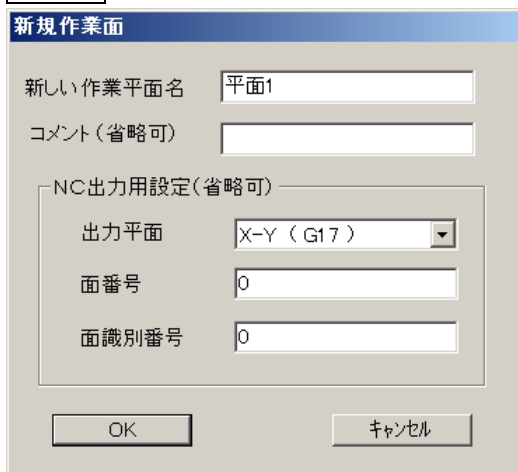 新規作業面
新しい作業平面名 平面1
コメント(省略可)
NC出力用設定(省略可)
出力平面 X-Y (G17)
面番号 0
面識別番号 0
OK キャンセル